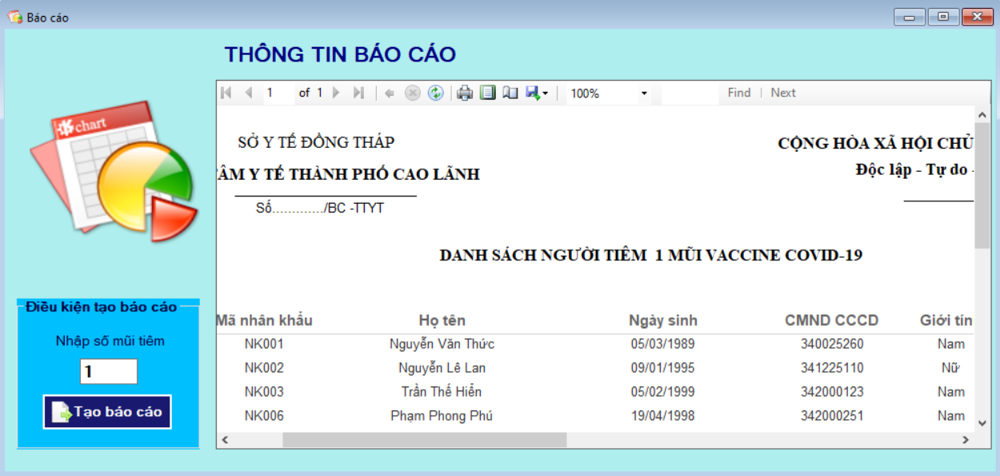 Báo cáo
THÔNG TIN BÁO CÁO
1 of 1 100% Find Next
chart
SỞ Y TẾ ĐỒNG THÁP
CỘNG HÒA XÃ HỘI CHỦ
ÂM Y TẾ THÀNH PHỐ CAO LÃNH
Độc lập - Tự do -
Số............./BC -TTYT
DANH SÁCH NGƯỜI TIÊM 1 MŨI VACCINE COVID-19
Mã nhân khẩu Họ tên Ngày sinh CMND CCCD Giới tín
NK001 Nguyễn Văn Thức 05/03/1989 340025260 Nam
NK002 Nguyễn Lê Lan 09/01/1995 341225110 Nữ
NK003 Trần Thế Hiển 05/02/1999 342000123 Nam
NK006 Phạm Phong Phú 19/04/1998 342000251 Nam
Điều kiện tạo báo cáo
Nhập số mũi tiêm
1
Tạo báo cáo